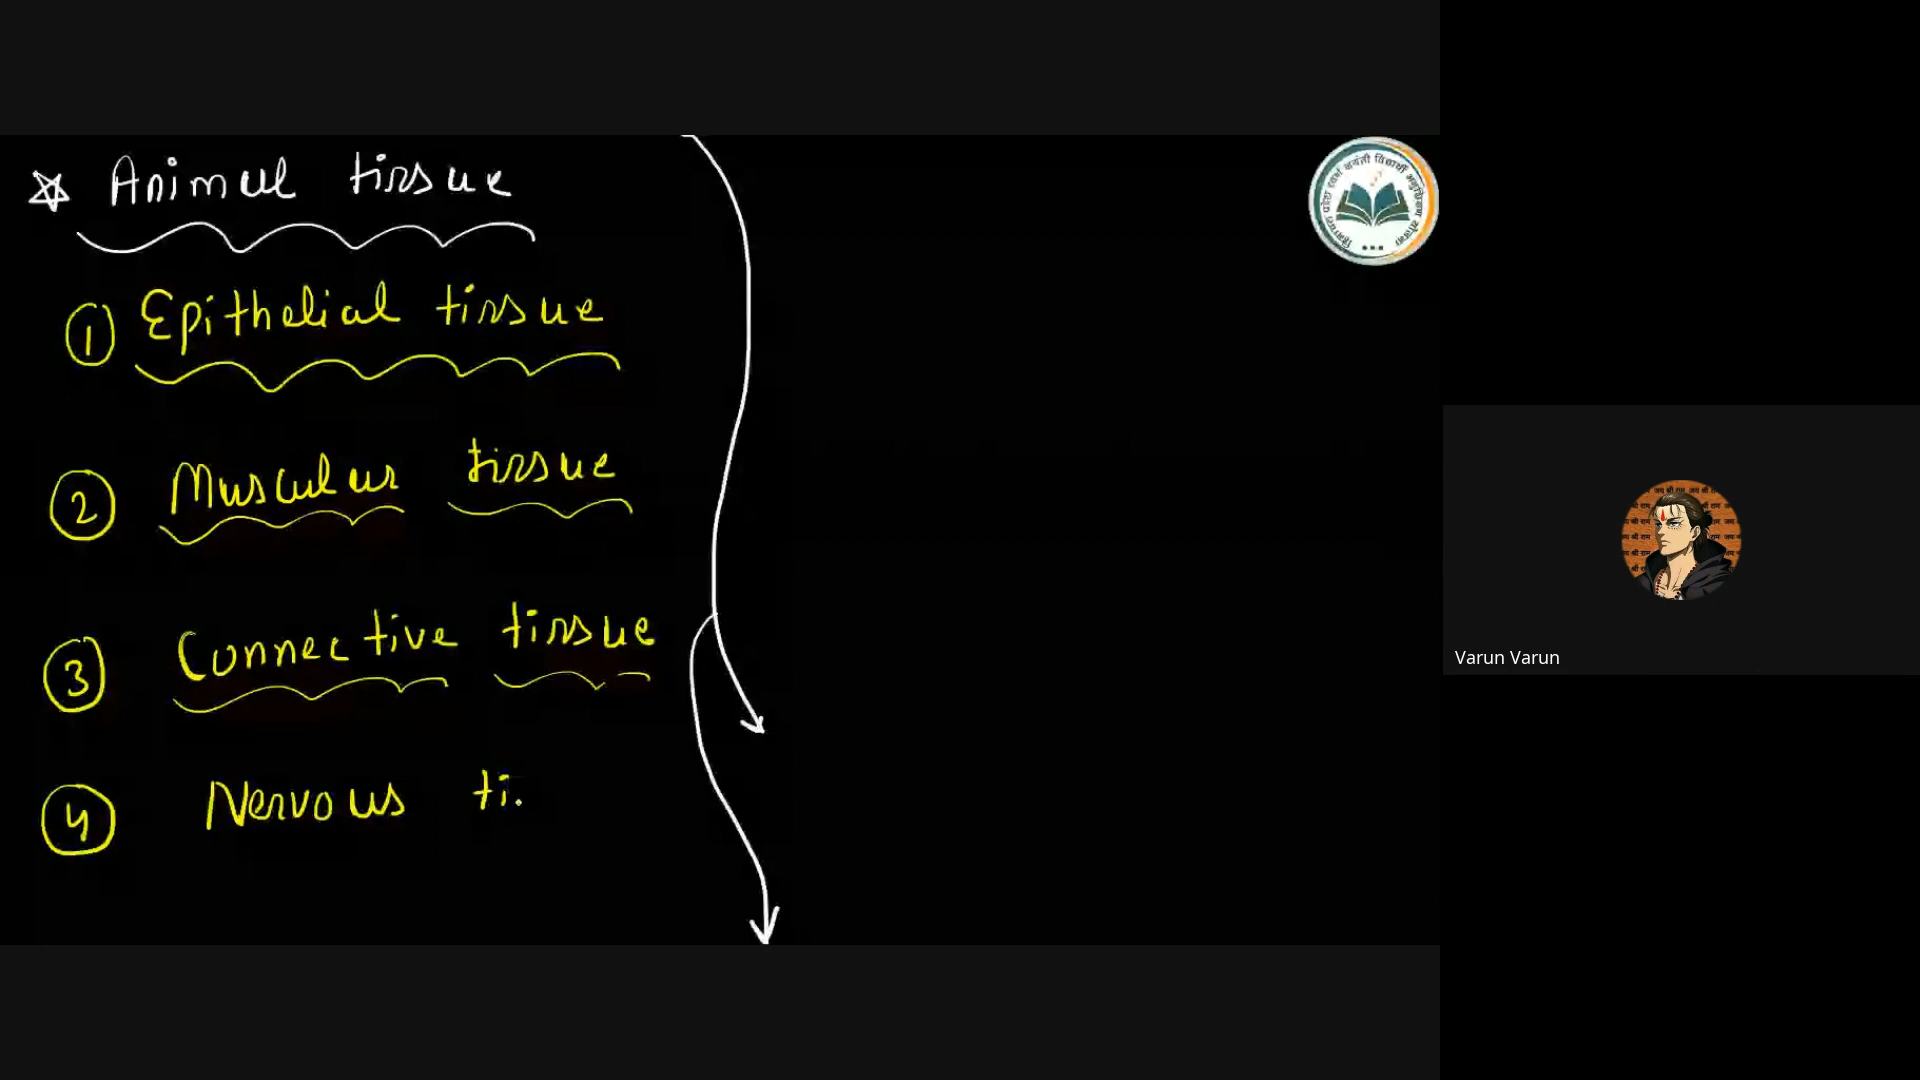 Animal tissue
1 Epithelial tissue
2 Muscular tissue
3 Connective tissue
4 Nervous ti
Varun Varun